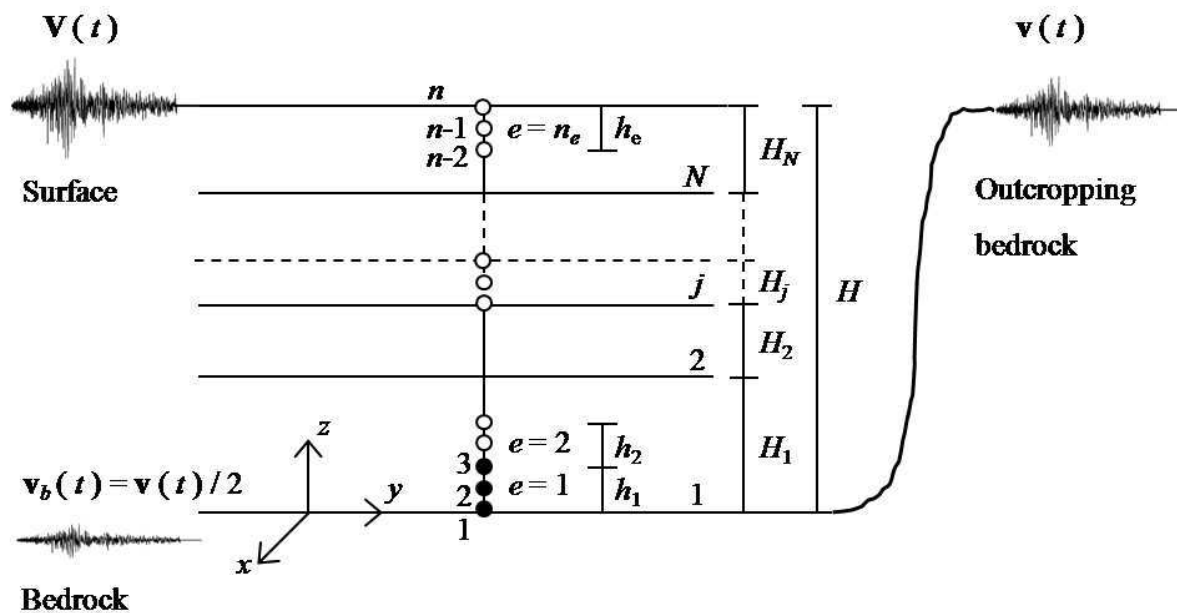 V(t)
v(t)
n
n-1
e = n_e
h_e
H_N
n-2
Surface
N
Outcropping
bedrock
j
H_j
H
2
H_2
z
3
e = 2
h_2
H_1
v_b(t) = v(t)/2
y
2
e = 1
h_1
1
1
x
Bedrock